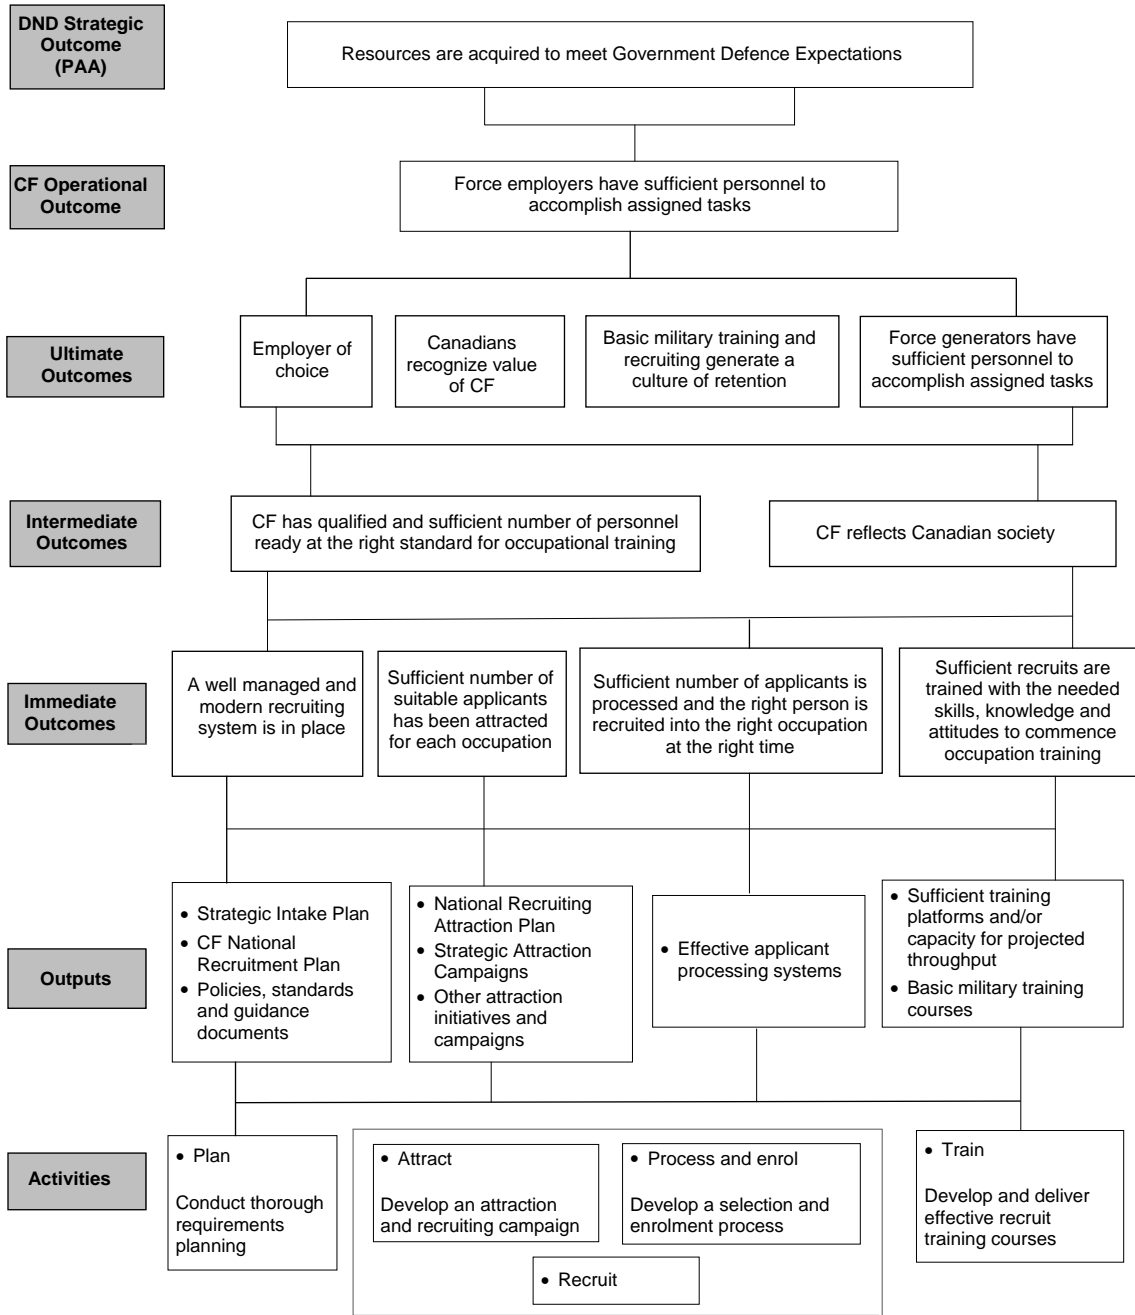 DND Strategic
Outcome
(PAA)
Resources are acquired to meet Government Defence Expectations
CF Operational
Outcome
Force employers have sufficient personnel to
accomplish assigned tasks
Ultimate
Outcomes
Employer of
choice
Canadians
recognize value
of CF
Basic military training and
recruiting generate a
culture of retention
Force generators have
sufficient personnel to
accomplish assigned tasks
Intermediate
Outcomes
CF has qualified and sufficient number of personnel
ready at the right standard for occupational training
CF reflects Canadian society
Immediate
Outcomes
A well managed and
modern recruiting
system is in place
Sufficient number of
suitable applicants
has been attracted
for each occupation
Sufficient number of applicants is
processed and the right person is
recruited into the right occupation
at the right time
Sufficient recruits are
trained with the needed
skills, knowledge and
attitudes to commence
occupation training
Outputs
• Strategic Intake Plan
• CF National
Recruitment Plan
• Policies, standards
and guidance
documents
• National Recruiting
Attraction Plan
• Strategic Attraction
Campaigns
• Other attraction
initiatives and
campaigns
• Effective applicant
processing systems
• Sufficient training
platforms and/or
capacity for projected
throughput
• Basic military training
courses
Activities
• Plan
Conduct thorough
requirements
planning
• Attract
Develop an attraction
and recruiting campaign
• Process and enrol
Develop a selection and
enrolment process
• Recruit
• Train
Develop and deliver
effective recruit
training courses